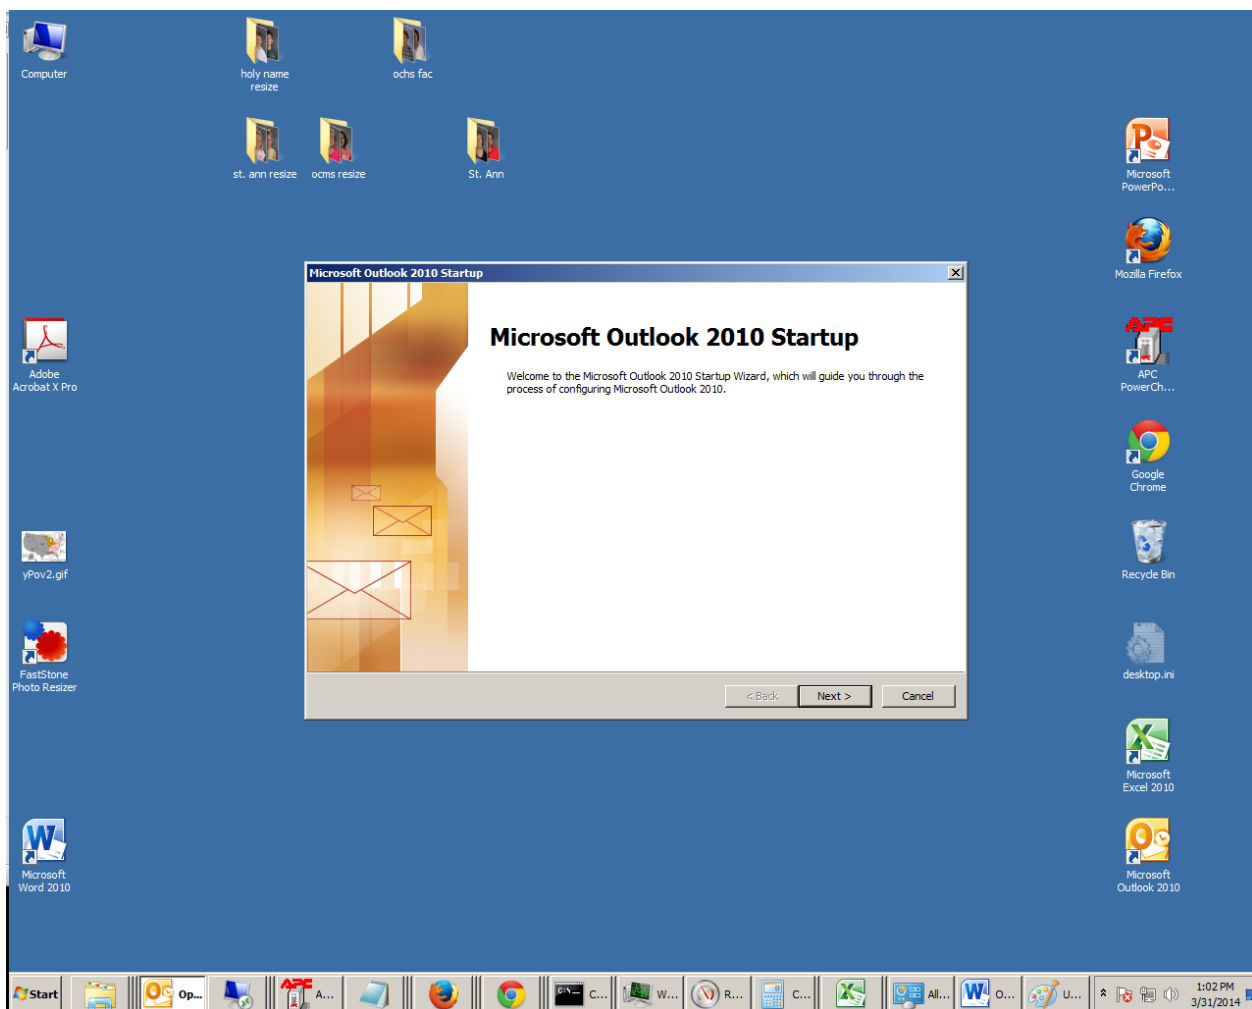 Computer
holy name
resize
ochs fac
st. ann resize
ocms resize
St. Ann
Microsoft
PowerPo...
Mozilla Firefox
Microsoft Outlook 2010 Startup
Microsoft Outlook 2010 Startup
Welcome to the Microsoft Outlook 2010 Startup Wizard, which will guide you through the
process of configuring Microsoft Outlook 2010.
< Back
Next >
Cancel
Adobe
Acrobat X Pro
APC
APC
PowerCh...
Google
Chrome
yPov2.gif
Recycle Bin
FastStone
Photo Resizer
desktop.ini
Microsoft
Excel 2010
Microsoft
Word 2010
Microsoft
Outlook 2010
Start
Op...
APC
A...
C:\
C...
W...
R...
C...
All...
O...
U...
1:02 PM
3/31/2014